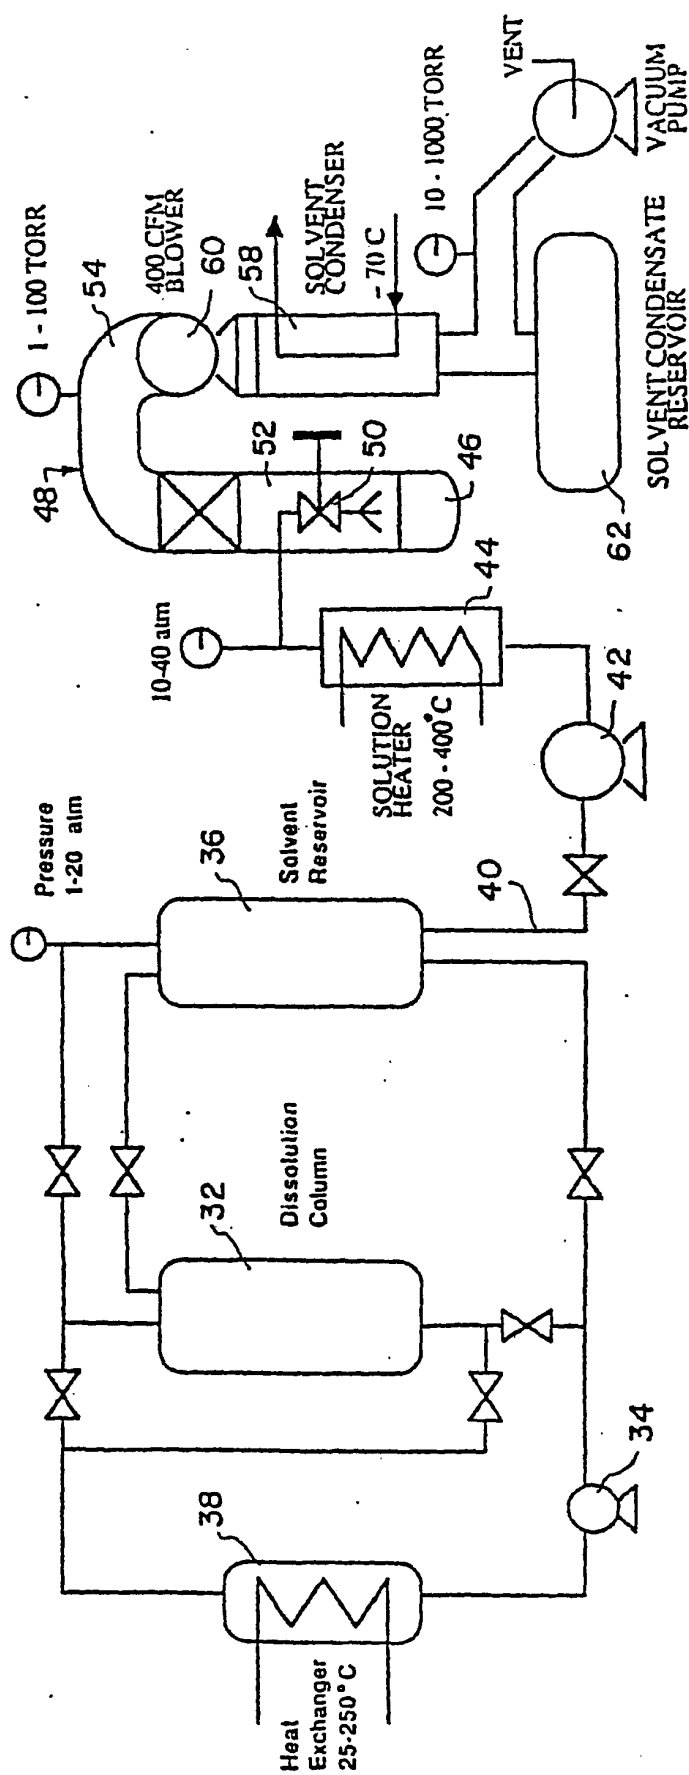 Heat
Exchanger
25-250°C
38
34
32
Dissolution
Column
Pressure
1-20 atm
36
Solvent
Reservoir
40
42
10-40 atm
SOLUTION
HEATER
200-400°C
44
48
1-100 TORR
54
400 CFM
BLOWER
60
52
50
46
58
SOLVENT
CONDENSER
-70C
10-1000 TORR
VENT
VACUUM
PUMP
62
SOLVENT CONDENSATE
RESERVOIR